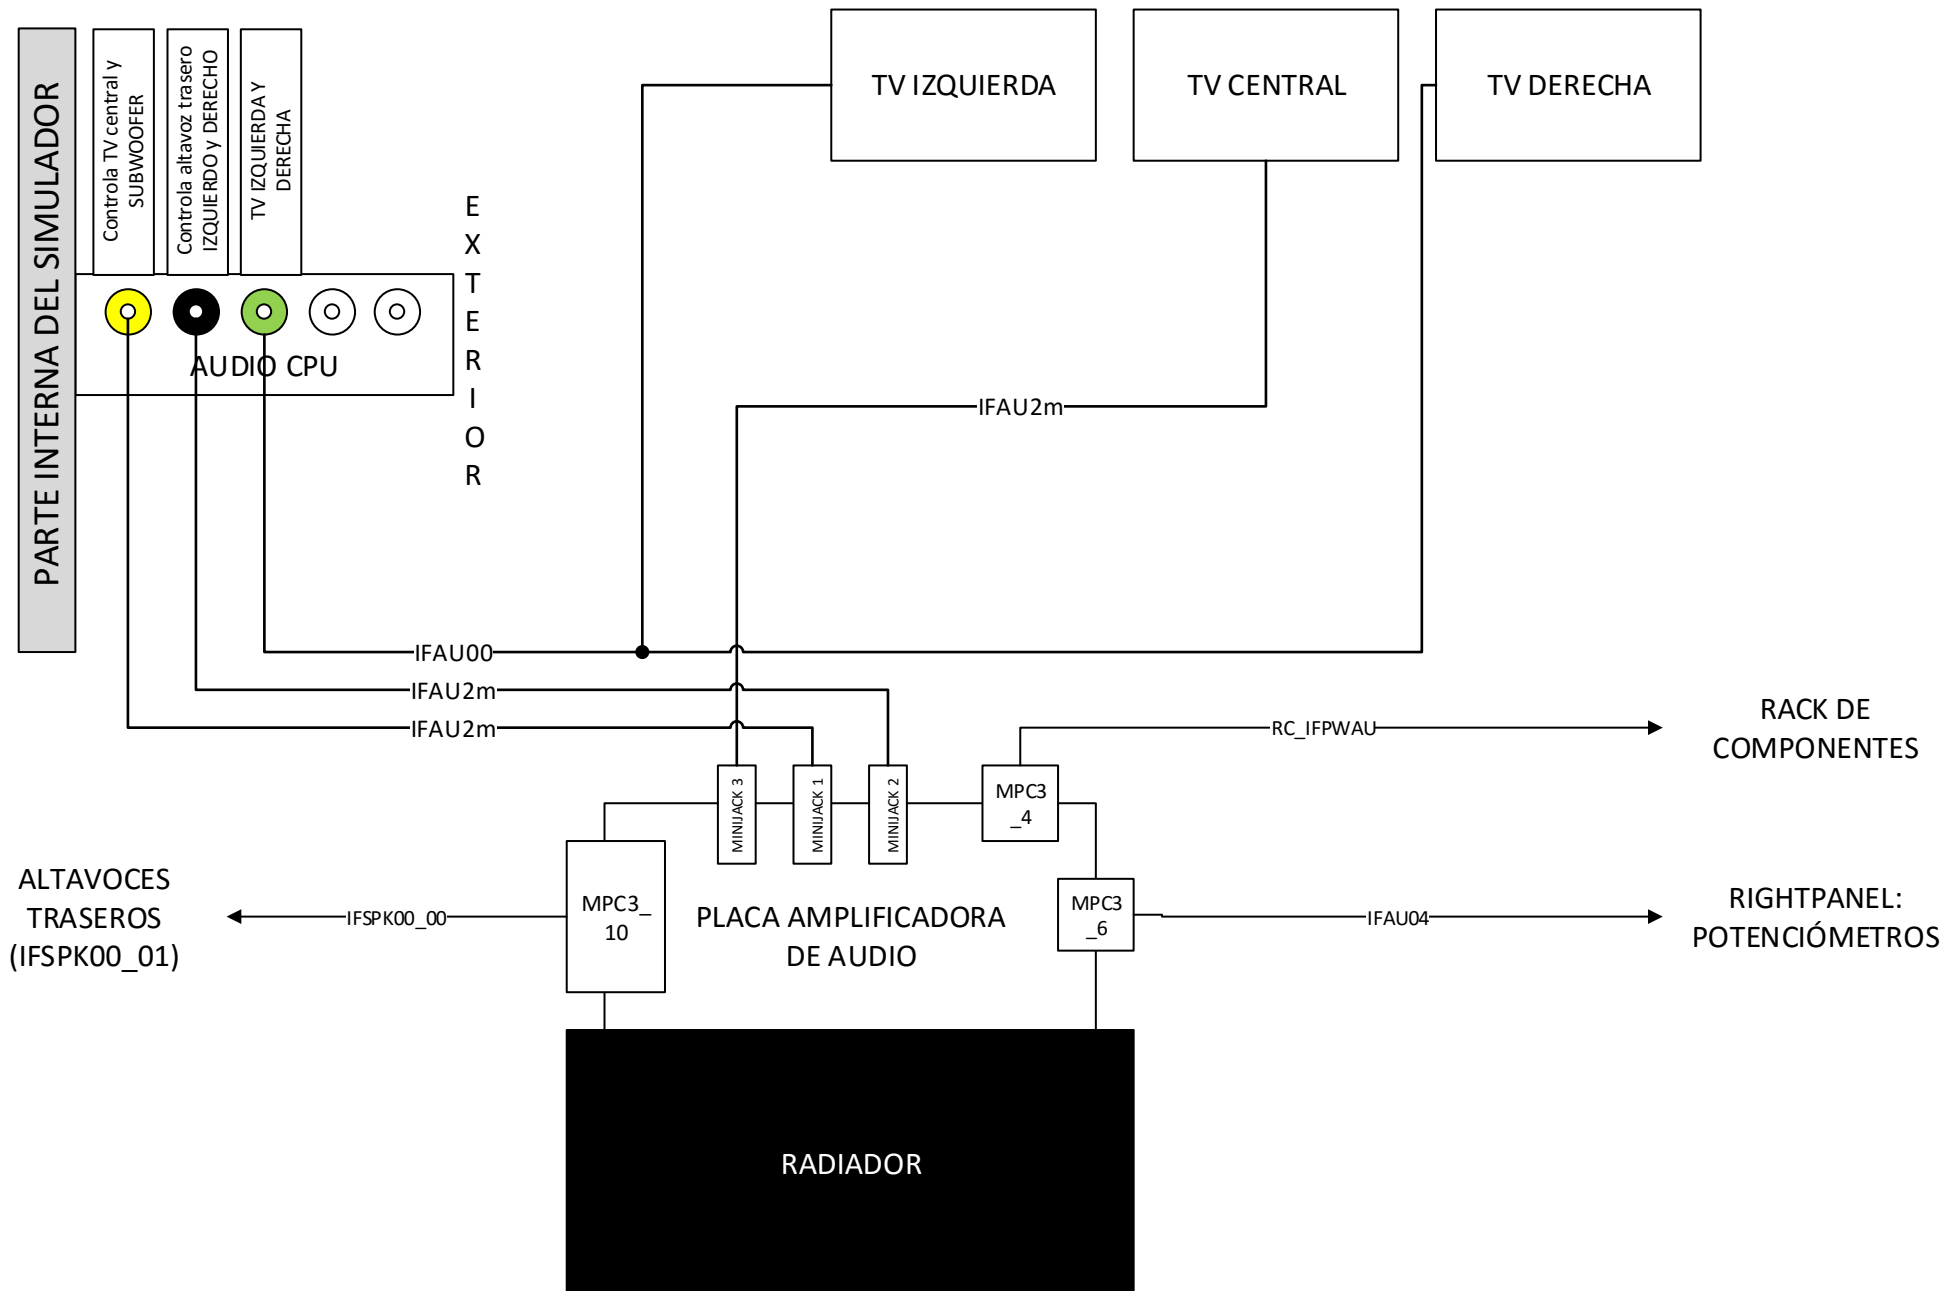 PARTE INTERNA DEL SIMULADOR
Controla TV central y
SUBWOOFER
Controla altavoz trasero
IZQUIERDO y DERECHO
TV IZQUIERDA Y
DERECHA
AUDIO CPU
E
X
T
E
R
I
O
R
TV IZQUIERDA
TV CENTRAL
TV DERECHA
IFAU2m
IFAU00
IFAU2m
IFAU2m
RC_IFPWAU
RACK DE
COMPONENTES
MINIJACK 3
MINIJACK 1
MINIJACK 2
MPC3
_4
ALTAVOCES
TRASEROS
(IFSPK00_01)
IFSPK00_00
MPC3_
10
PLACA AMPLIFICADORA
DE AUDIO
MPC3
_6
IFAU04
RIGHTPANEL:
POTENCIÓMETROS
RADIADOR